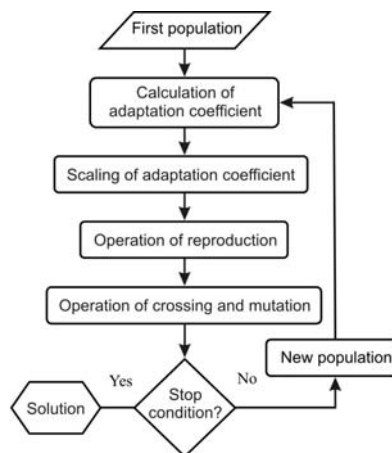 First population
Calculation of
adaptation coefficient
Scaling of adaptation coefficient
Operation of reproduction
Operation of crossing and mutation
New population
Yes
No
Stop
condition?
Solution